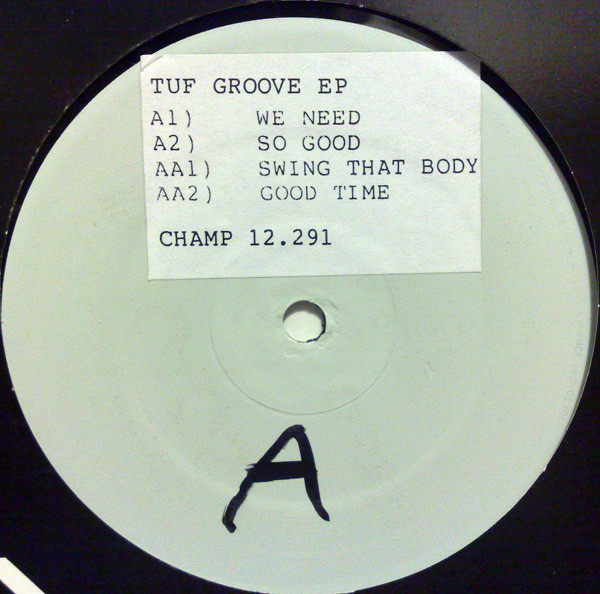 TUF GROOVE EP
A1) WE NEED
A2) SO GOOD
AA1) SWING THAT BODY
AA2) GOOD TIME
CHAMP 12.291
A